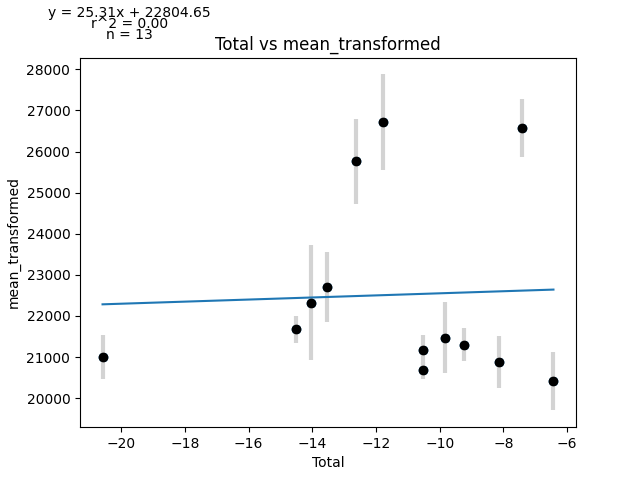 y = 25.31x + 22804.65
r^2 = 0.00
n = 13
Total vs mean_transformed
28000
27000
26000
25000
24000
23000
22000
21000
20000
mean_transformed
−20 −18 −16 −14 −12 −10 −8 −6
Total